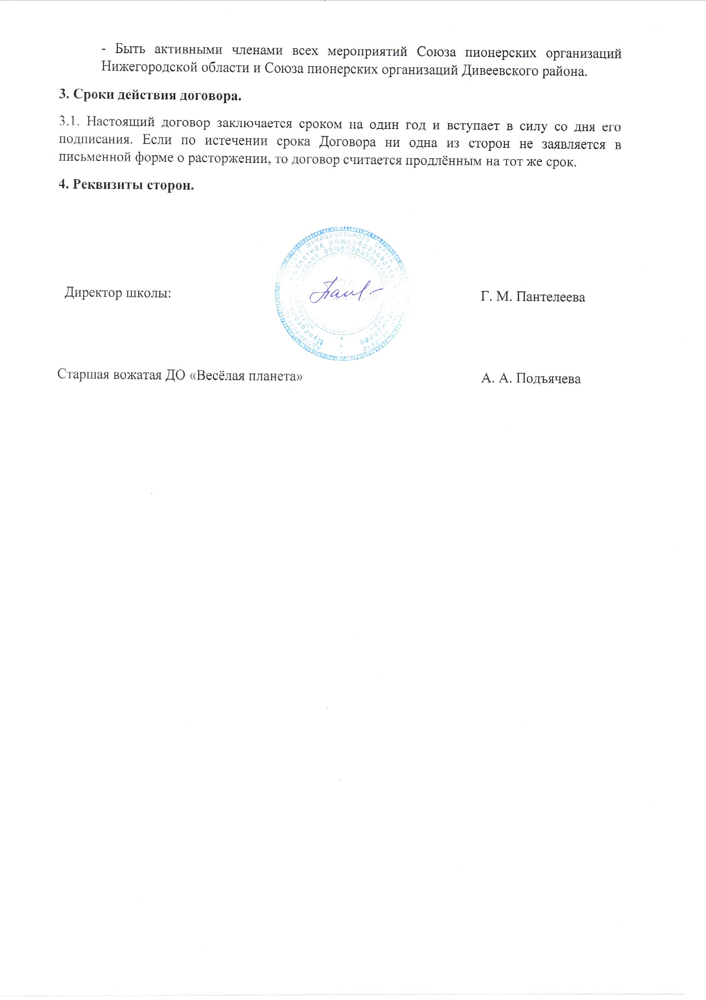 - Быть активными членами всех мероприятий Союза пионерских организаций
Нижегородской области и Союза пионерских организаций Дивеевского района.
3. Сроки действия договора.
3.1. Настоящий договор заключается сроком на один год и вступает в силу со дня его
подписания. Если по истечении срока Договора ни одна из сторон не заявляется в
письменной форме о расторжении, то договор считается продлённым на тот же срок.
4. Реквизиты сторон.
МУНИЦИПАЛЬНОГО ОКРУГА
общеобразовательное
Директор школы:
Г. М. Пантелеева
Старшая вожатая ДО «Весёлая планета»
А. А. Подъячева